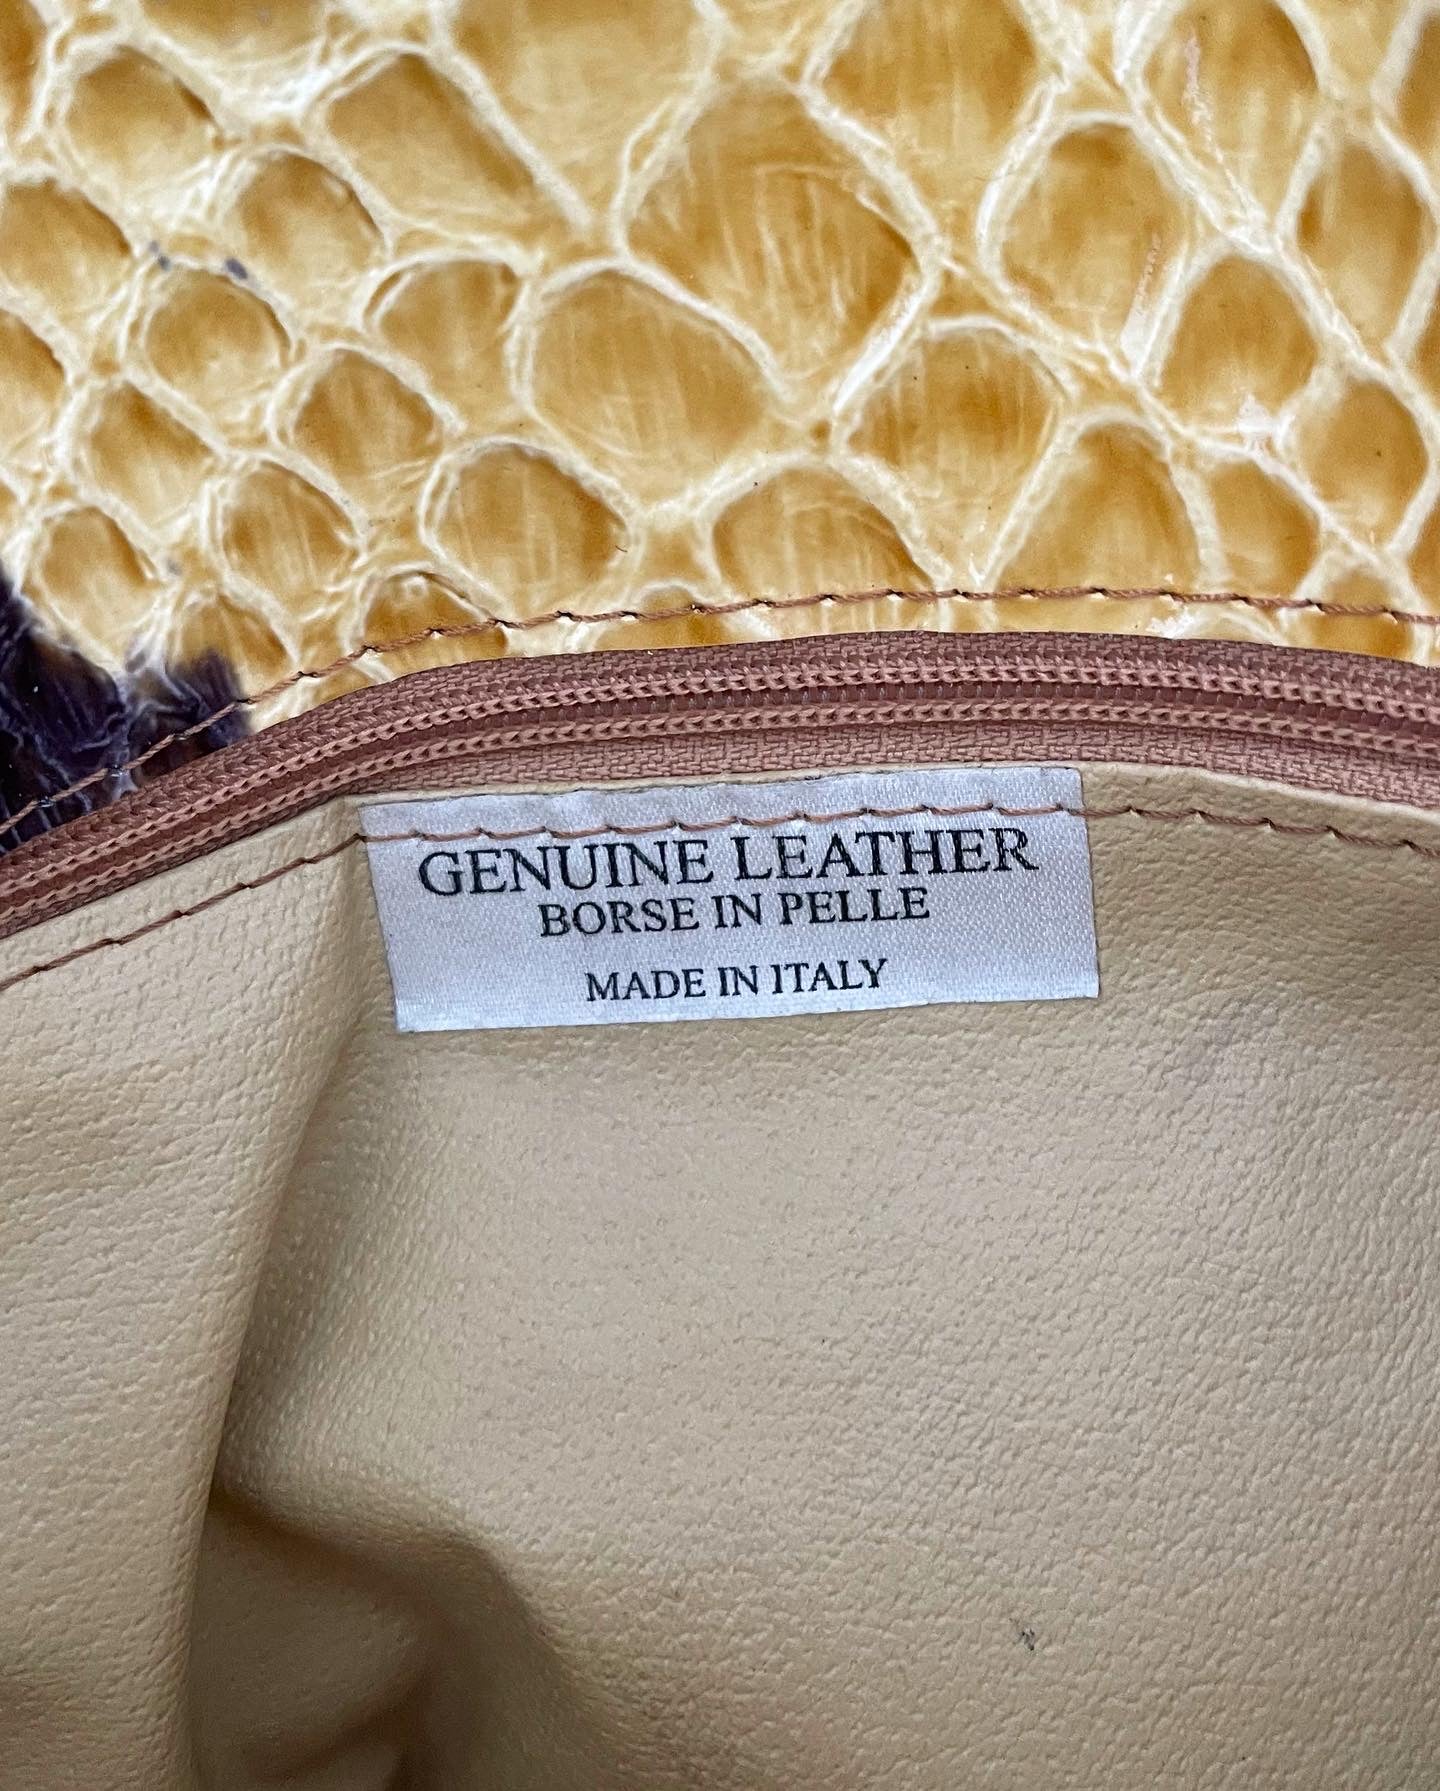 GENUINE LEATHER
BORSE IN PELLE
MADE IN ITALY